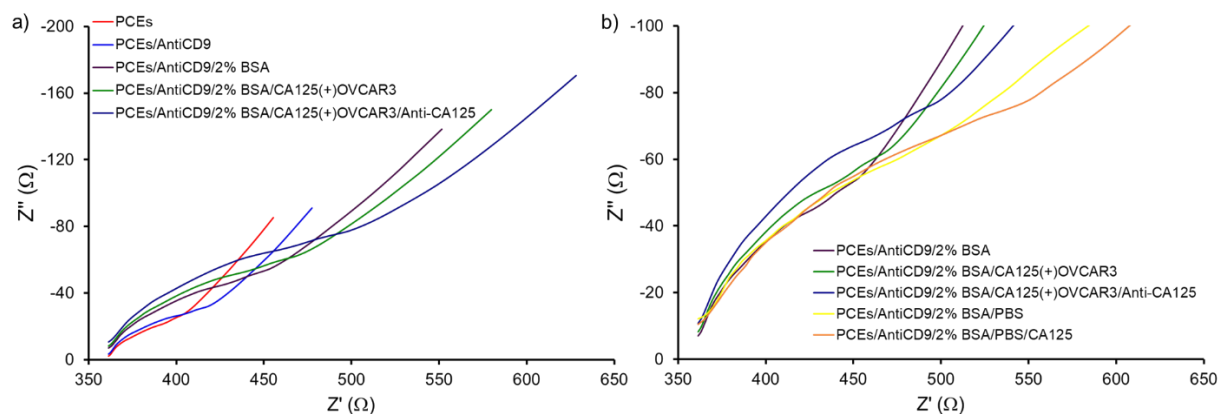 a)
-200
-160
-120
-80
-40
0
Z" (Ω)
PCEs
PCEs/AntiCD9
PCEs/AntiCD9/2% BSA
PCEs/AntiCD9/2% BSA/CA125(+)OVCAR3
PCEs/AntiCD9/2% BSA/CA125(+)OVCAR3/Anti-CA125
350 400 450 500 550 600 650
Z' (Ω)
b)
-100
-80
-60
-40
-20
0
Z" (Ω)
PCEs/AntiCD9/2% BSA
PCEs/AntiCD9/2% BSA/CA125(+)OVCAR3
PCEs/AntiCD9/2% BSA/CA125(+)OVCAR3/Anti-CA125
PCEs/AntiCD9/2% BSA/PBS
PCEs/AntiCD9/2% BSA/PBS/CA125
350 400 450 500 550 600 650
Z' (Ω)